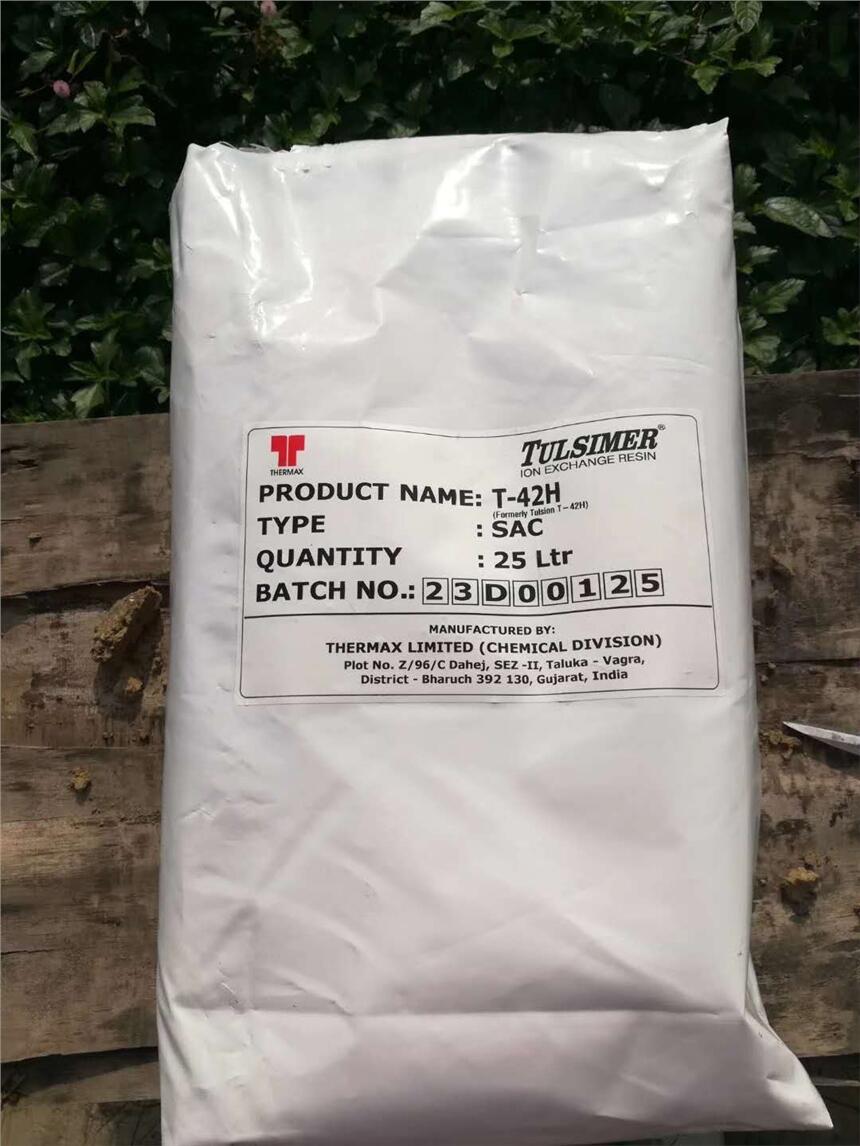 THERMAX
TULSIMER®
ION EXCHANGE RESIN
PRODUCT NAME: T-42H
(Formerly Tulsion T-42H)
TYPE : SAC
QUANTITY : 25 Ltr
BATCH NO.: 23D00125
MANUFACTURED BY:
THERMAX LIMITED (CHEMICAL DIVISION)
Plot No. Z/96/C Dahej, SEZ -II, Taluka - Vagra,
District - Bharuch 392 130, Gujarat, India